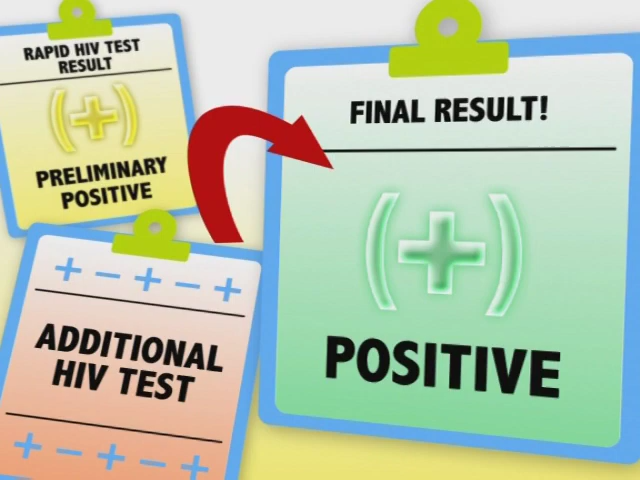 RAPID HIV TEST
RESULT
(+)
PRELIMINARY
POSITIVE
+ − + − +
ADDITIONAL
HIV TEST
+ − + − +
FINAL RESULT!
(+)
POSITIVE